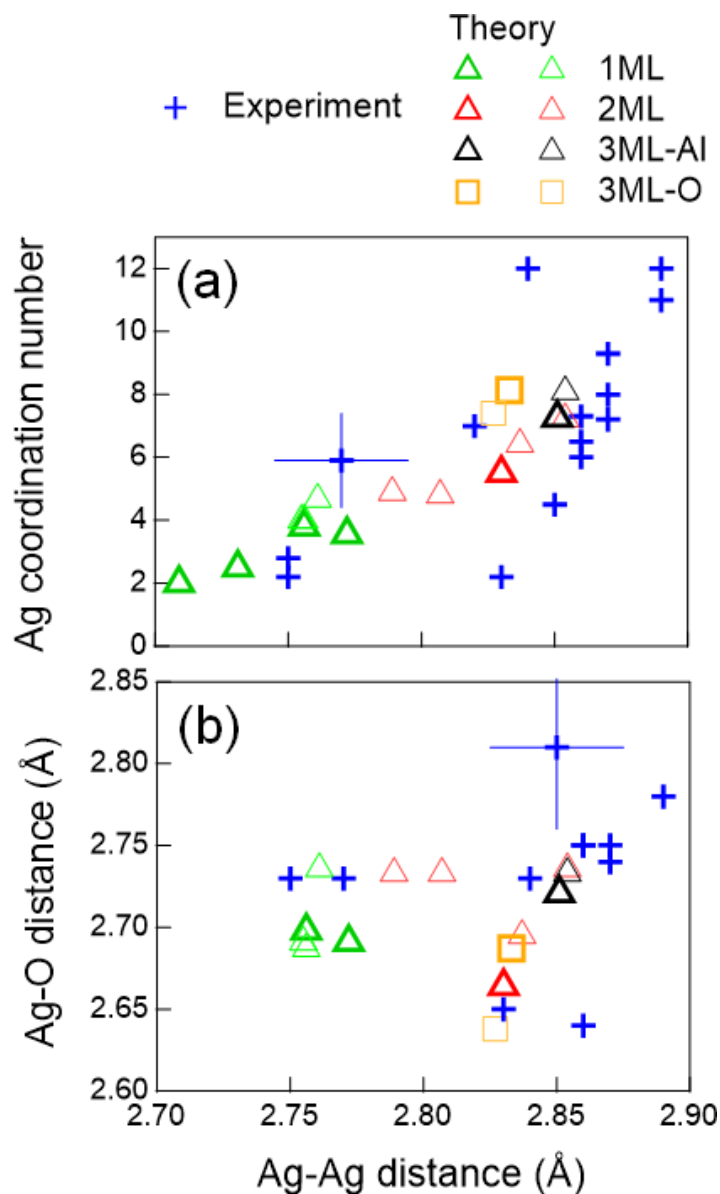 Theory
Experiment
1ML
2ML
3ML-Al
3ML-O
(a)
Ag coordination number
12
10
8
6
4
2
0
(b)
Ag-O distance (Å)
2.85
2.80
2.75
2.70
2.65
2.60
2.70 2.75 2.80 2.85 2.90
Ag-Ag distance (Å)